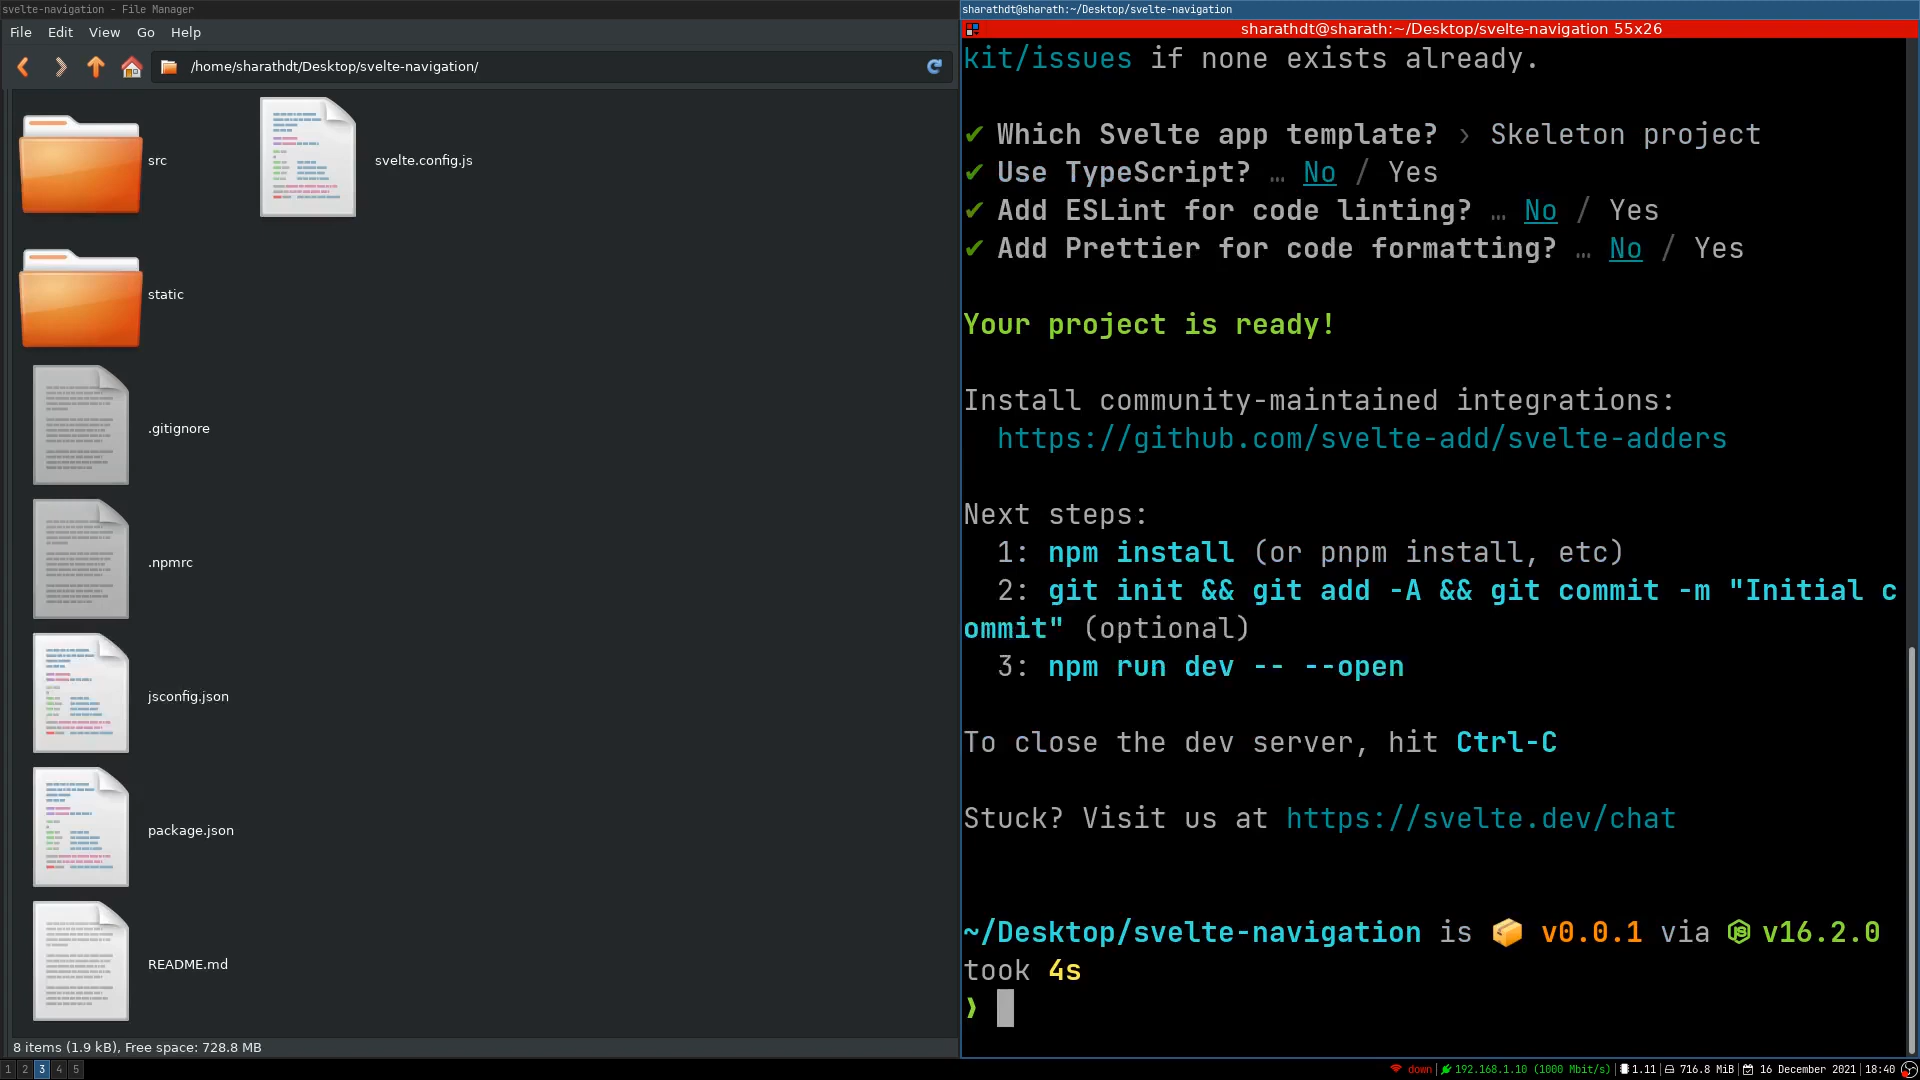 svelte-navigation - File Manager
File Edit View Go Help
/home/sharathdt/Desktop/svelte-navigation/
src
svelte.config.js
static
.gitignore
.npmrc
jsconfig.json
package.json
README.md
8 items (1.9 kB), Free space: 728.8 MB
sharathdt@sharath:~/Desktop/svelte-navigation
sharathdt@sharath:~/Desktop/svelte-navigation 55x26
kit/issues if none exists already.
✔ Which Svelte app template? › Skeleton project
✔ Use TypeScript? … No / Yes
✔ Add ESLint for code linting? … No / Yes
✔ Add Prettier for code formatting? … No / Yes
Your project is ready!
Install community-maintained integrations:
https://github.com/svelte-add/svelte-adders
Next steps:
1: npm install (or pnpm install, etc)
2: git init && git add -A && git commit -m "Initial c
ommit" (optional)
3: npm run dev -- --open
To close the dev server, hit Ctrl-C
Stuck? Visit us at https://svelte.dev/chat
~/Desktop/svelte-navigation is 📦 v0.0.1 via v16.2.0
took 4s
❯
1 2 3 4 5
down | 192.168.1.10 (1000 Mbit/s) | 1.11 | 716.8 MiB | 16 December 2021 | 18:40